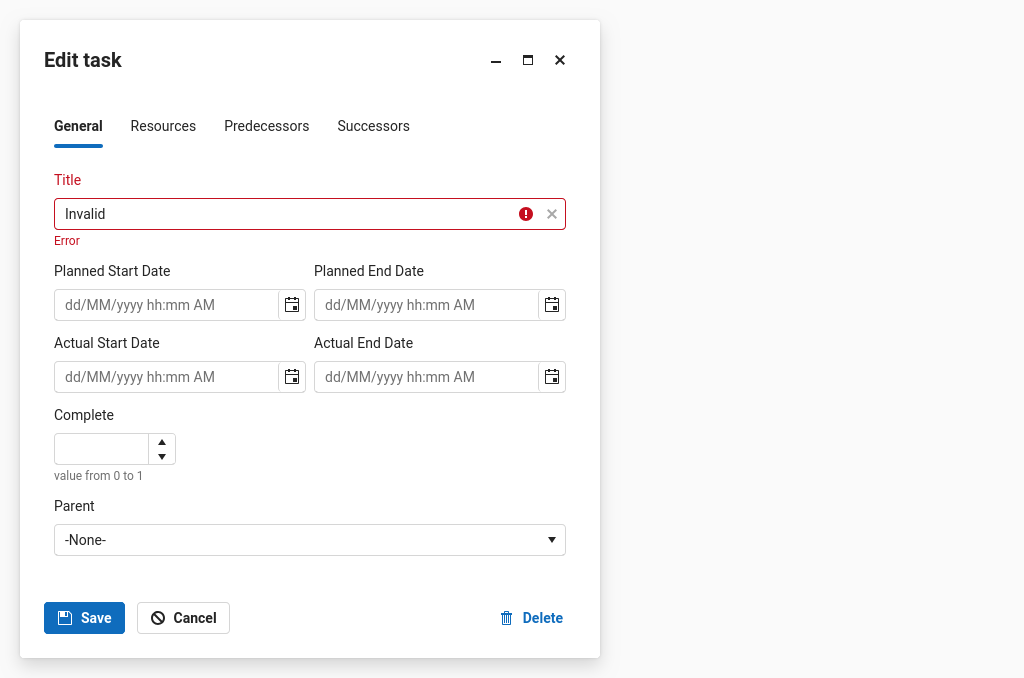 Edit task
General Resources Predecessors Successors
Title
Invalid
Error
Planned Start Date Planned End Date
dd/MM/yyyy hh:mm AM dd/MM/yyyy hh:mm AM
Actual Start Date Actual End Date
dd/MM/yyyy hh:mm AM dd/MM/yyyy hh:mm AM
Complete
value from 0 to 1
Parent
-None-
Save Cancel Delete